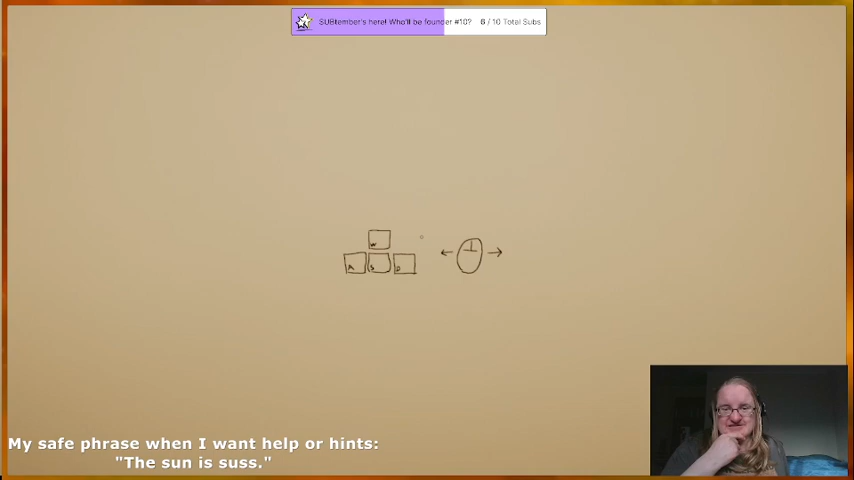 SUBtember's here! Who'll be founder #10? 6 / 10 Total Subs
W
A S D
My safe phrase when I want help or hints:
"The sun is suss."